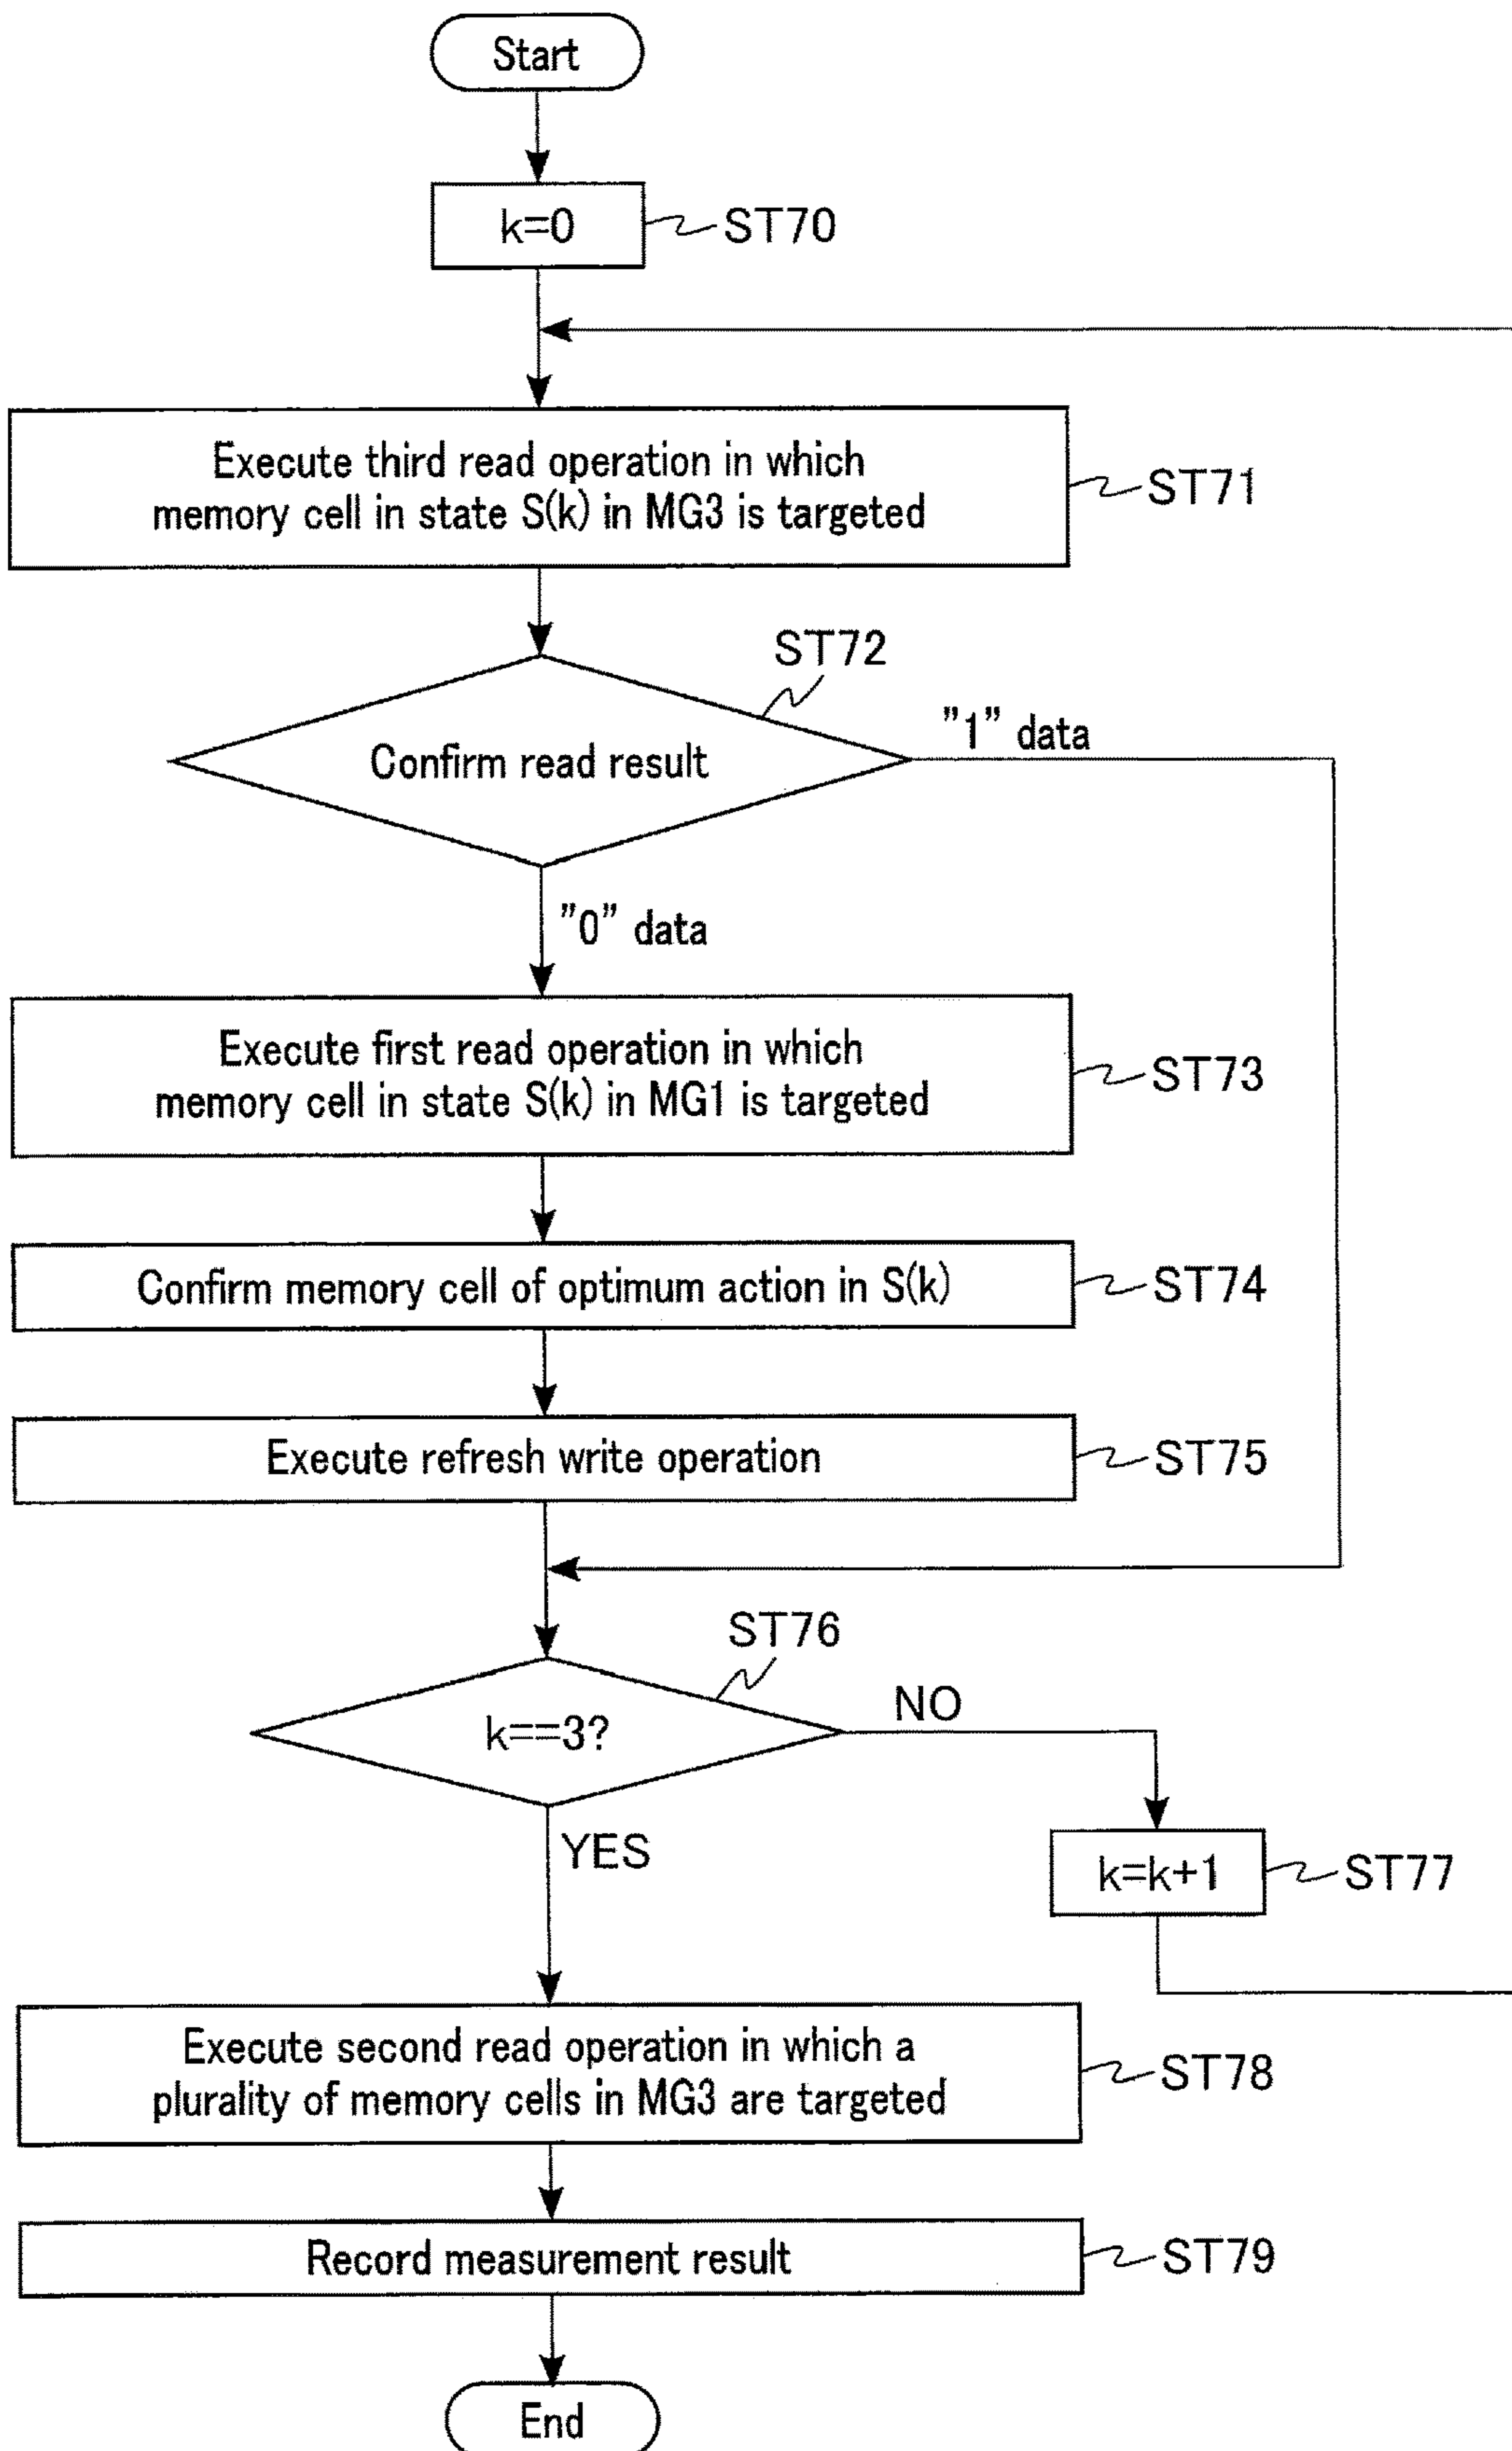 Start
k=0
ST70
Execute third read operation in which
memory cell in state S(k) in MG3 is targeted
ST71
ST72
Confirm read result
"1" data
"0" data
Execute first read operation in which
memory cell in state S(k) in MG1 is targeted
ST73
Confirm memory cell of optimum action in S(k)
ST74
Execute refresh write operation
ST75
ST76
k==3?
NO
YES
k=k+1
ST77
Execute second read operation in which a
plurality of memory cells in MG3 are targeted
ST78
Record measurement result
ST79
End